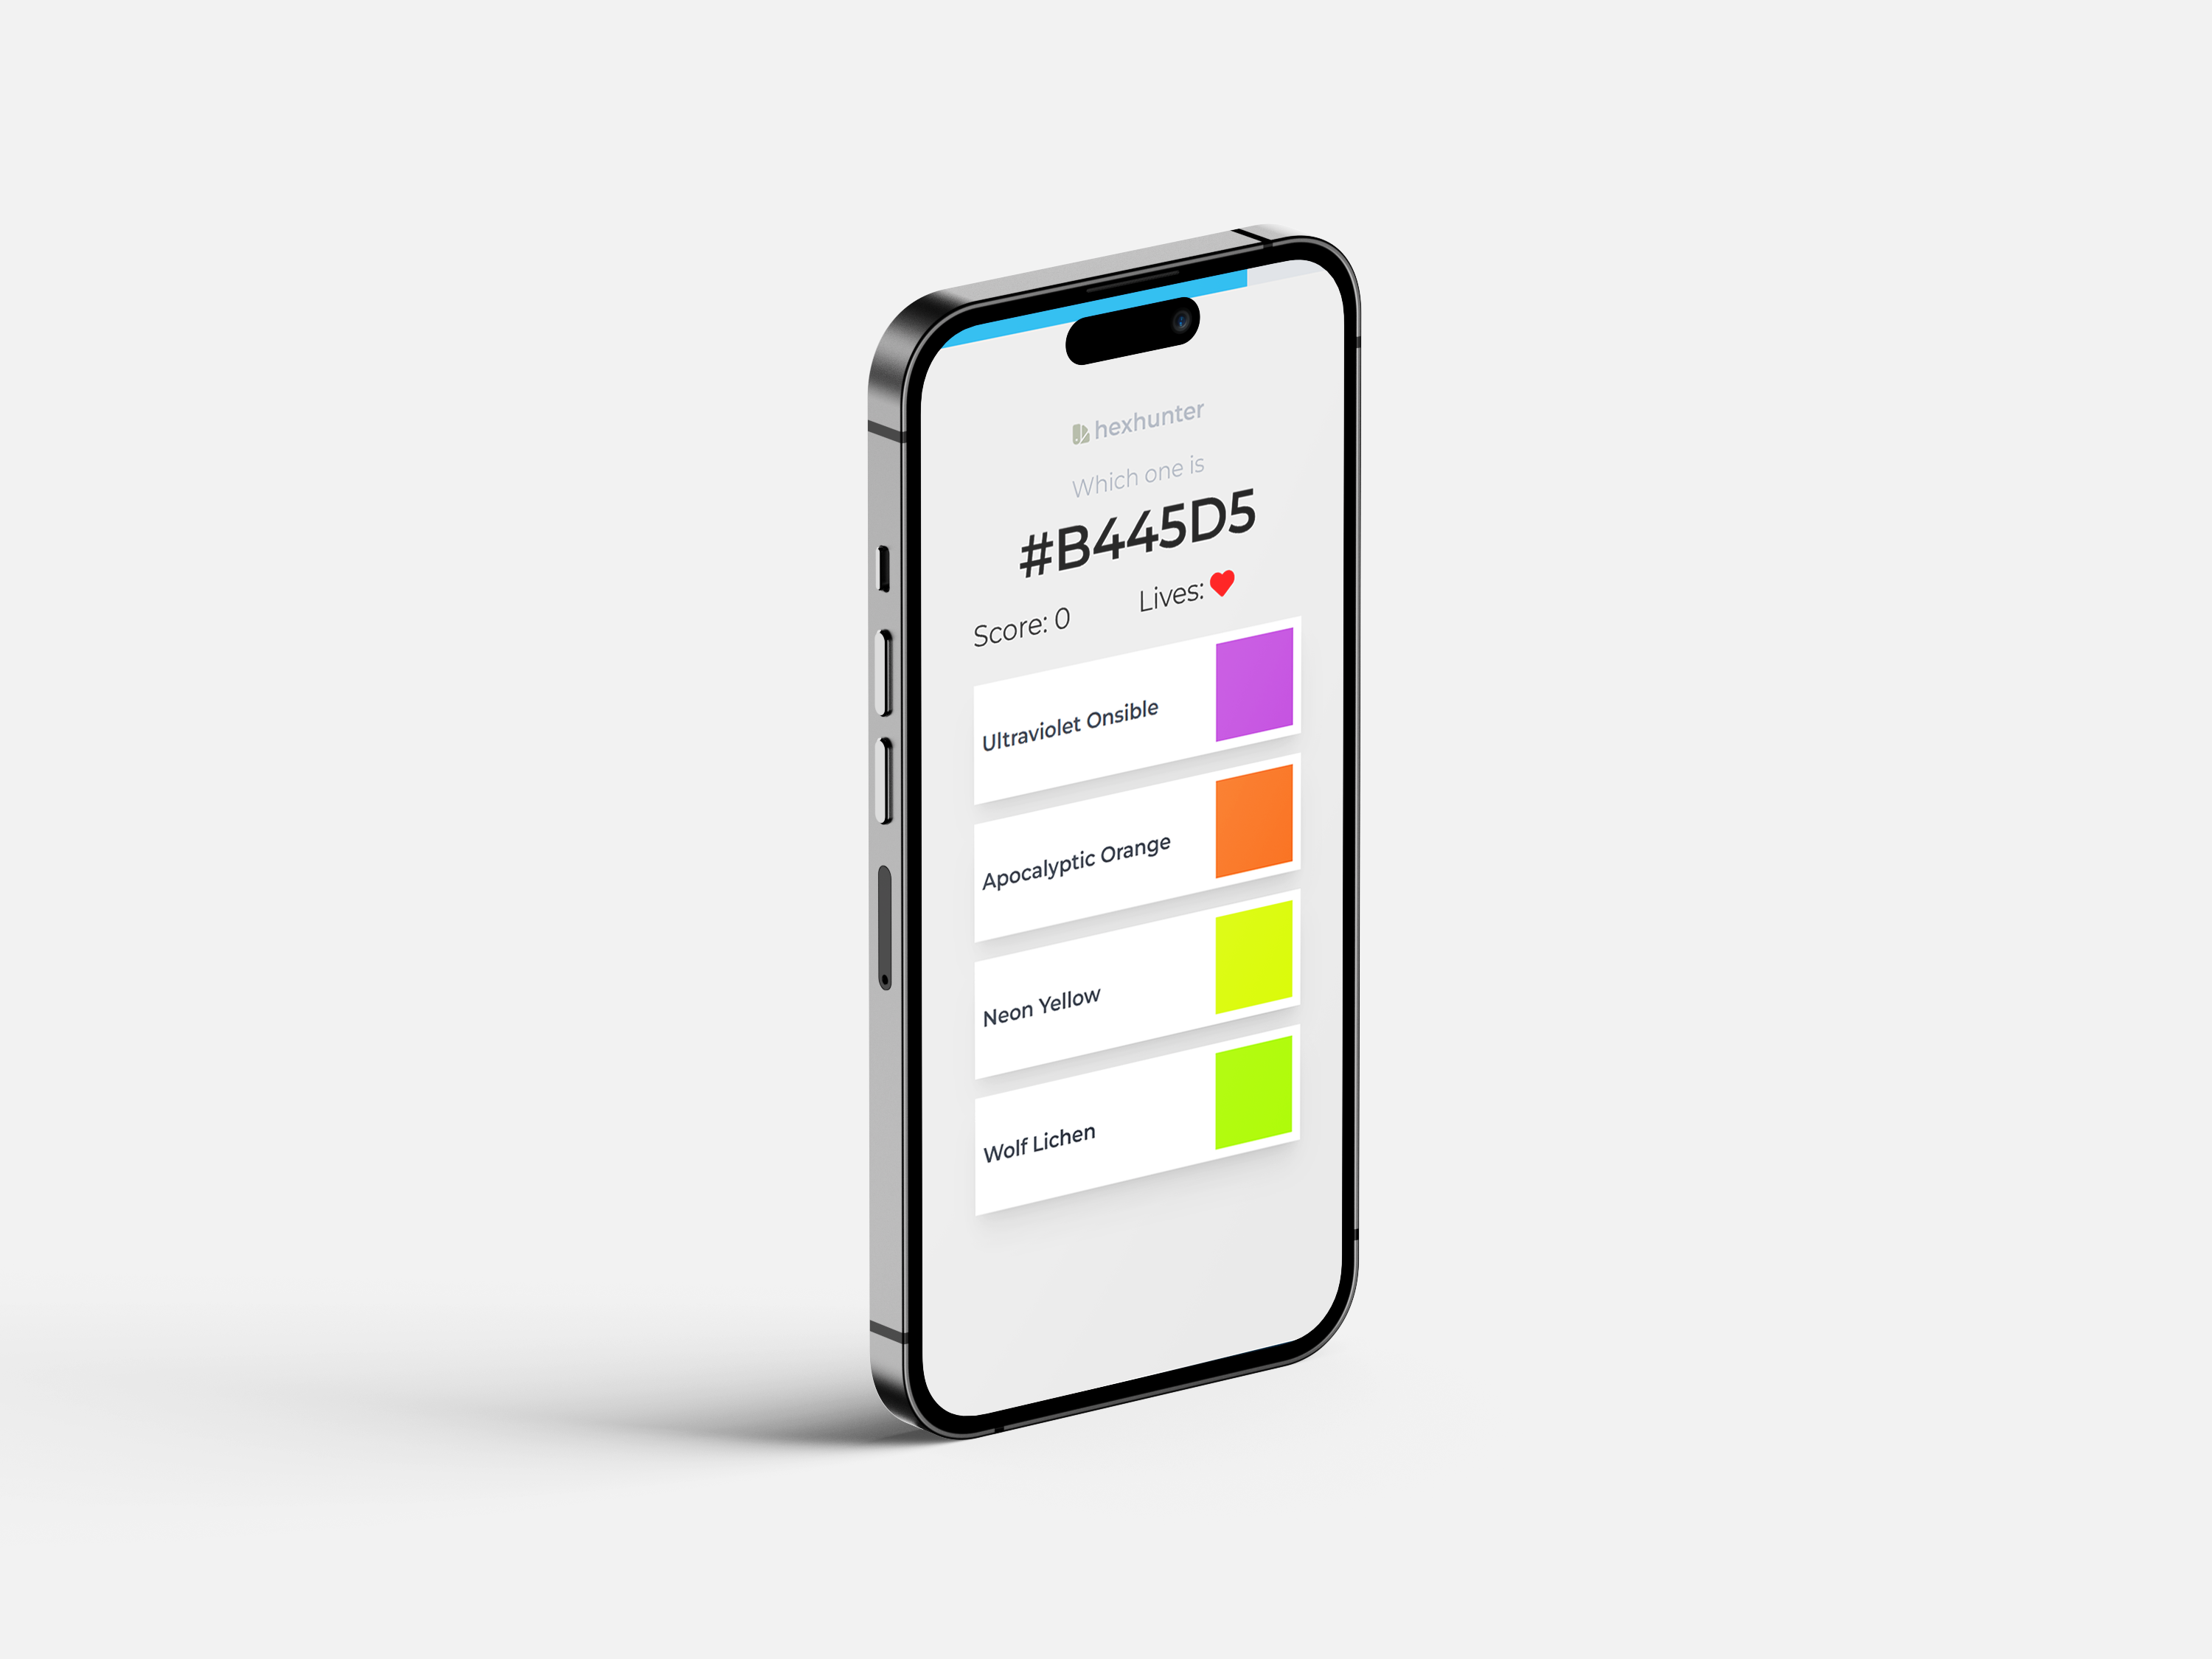 hexhunter
Which one is
#B445D5
Score: 0
Lives:
Ultraviolet Onsible
Apocalyptic Orange
Neon Yellow
Wolf Lichen